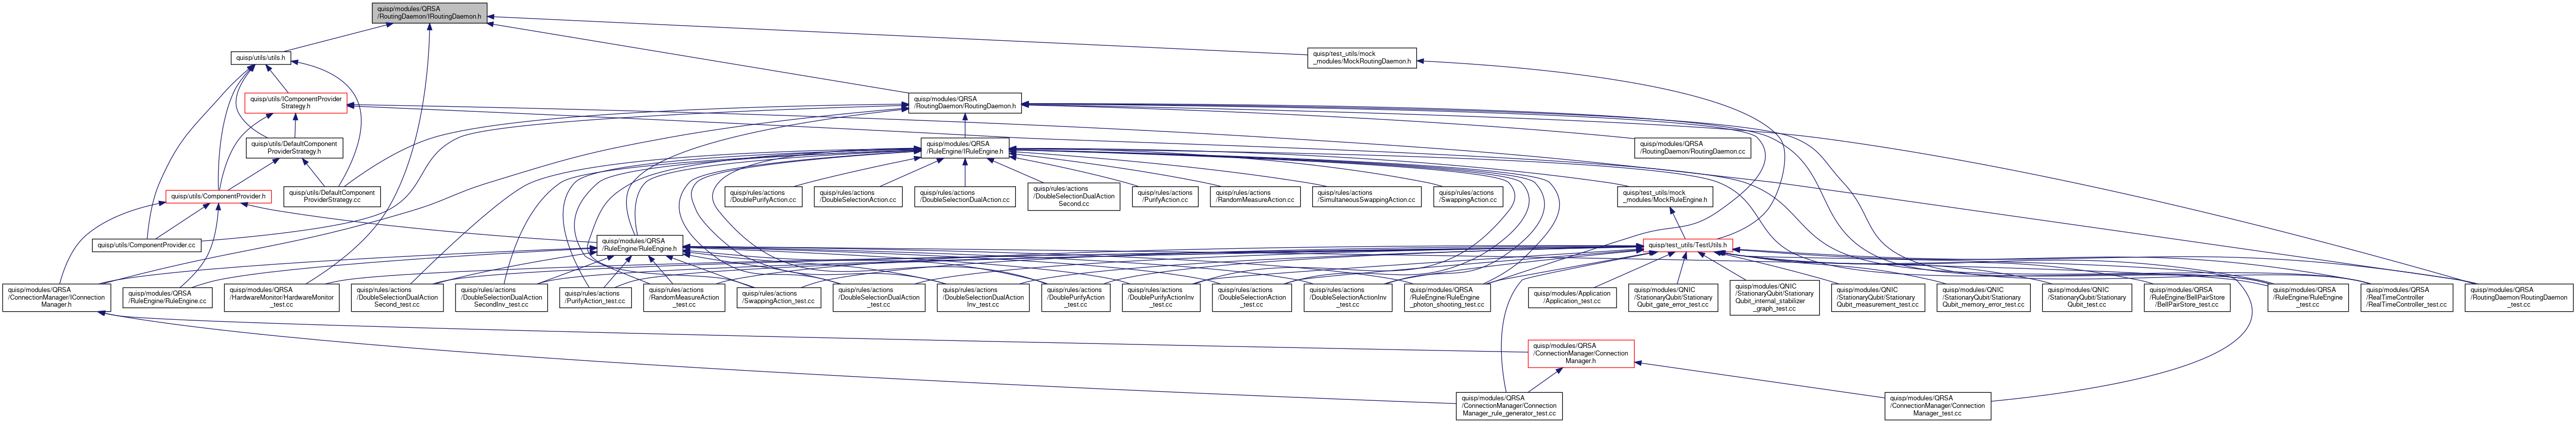 quisp/modules/QRSA
/RoutingDaemon/IRoutingDaemon.h
quisp/utils/utils.h
quisp/test_utils/mock
_modules/MockRoutingDaemon.h
quisp/utils/IComponentProvider
Strategy.h
quisp/modules/QRSA
/RoutingDaemon/RoutingDaemon.h
quisp/utils/DefaultComponent
ProviderStrategy.h
quisp/modules/QRSA
/RuleEngine/IRuleEngine.h
quisp/modules/QRSA
/RoutingDaemon/RoutingDaemon.cc
quisp/utils/ComponentProvider.h
quisp/utils/DefaultComponent
ProviderStrategy.cc
quisp/rules/actions
/DoublePurifyAction.cc
quisp/rules/actions
/DoubleSelectionAction.cc
quisp/rules/actions
/DoubleSelectionDualAction.cc
quisp/rules/actions
/DoubleSelectionDualAction
Second.cc
quisp/rules/actions
/PurifyAction.cc
quisp/rules/actions
/RandomMeasureAction.cc
quisp/rules/actions
/SimultaneousSwappingAction.cc
quisp/rules/actions
/SwappingAction.cc
quisp/test_utils/mock
_modules/MockRuleEngine.h
quisp/utils/ComponentProvider.cc
quisp/modules/QRSA
/RuleEngine/RuleEngine.h
quisp/test_utils/TestUtils.h
quisp/modules/QRSA
/ConnectionManager/IConnection
Manager.h
quisp/modules/QRSA
/RuleEngine/RuleEngine.cc
quisp/modules/QRSA
/HardwareMonitor/HardwareMonitor
_test.cc
quisp/rules/actions
/DoubleSelectionDualAction
Second_test.cc
quisp/rules/actions
/DoubleSelectionDualAction
SecondInv_test.cc
quisp/rules/actions
/PurifyAction_test.cc
quisp/rules/actions
/RandomMeasureAction
_test.cc
quisp/rules/actions
/SwappingAction_test.cc
quisp/rules/actions
/DoubleSelectionDualAction
_test.cc
quisp/rules/actions
/DoubleSelectionDualAction
Inv_test.cc
quisp/rules/actions
/DoublePurifyAction
_test.cc
quisp/rules/actions
/DoublePurifyActionInv
_test.cc
quisp/rules/actions
/DoubleSelectionAction
_test.cc
quisp/rules/actions
/DoubleSelectionActionInv
_test.cc
quisp/modules/QRSA
/RuleEngine/RuleEngine
_photon_shooting_test.cc
quisp/modules/Application
/Application_test.cc
quisp/modules/QNIC
/StationaryQubit/Stationary
Qubit_gate_error_test.cc
quisp/modules/QNIC
/StationaryQubit/Stationary
Qubit_internal_stabilizer
_graph_test.cc
quisp/modules/QNIC
/StationaryQubit/Stationary
Qubit_measurement_test.cc
quisp/modules/QNIC
/StationaryQubit/Stationary
Qubit_memory_error_test.cc
quisp/modules/QNIC
/StationaryQubit/Stationary
Qubit_test.cc
quisp/modules/QRSA
/RuleEngine/BellPairStore
/BellPairStore_test.cc
quisp/modules/QRSA
/RuleEngine/RuleEngine
_test.cc
quisp/modules/QRSA
/RealTimeController
/RealTimeController_test.cc
quisp/modules/QRSA
/RoutingDaemon/RoutingDaemon
_test.cc
quisp/modules/QRSA
/ConnectionManager/Connection
Manager.h
quisp/modules/QRSA
/ConnectionManager/Connection
Manager_rule_generator_test.cc
quisp/modules/QRSA
/ConnectionManager/Connection
Manager_test.cc